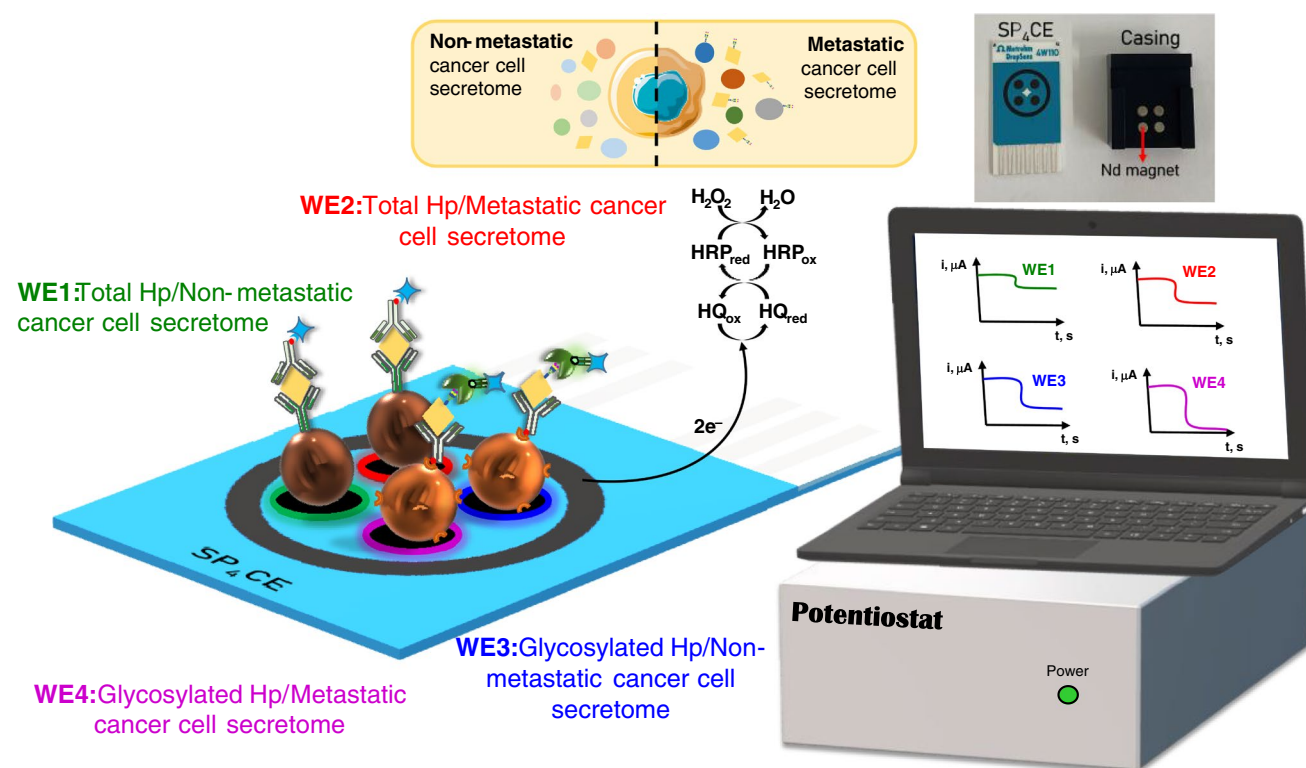 Non-metastatic
cancer cell
secretome
Metastatic
cancer cell
secretome
SP₄CE
Casing
Metrohm
DropSens
4W110
Nd magnet
WE2:Total Hp/Metastatic cancer
cell secretome
H₂O₂ H₂O
HRPred HRPox
HQox HQred
2e⁻
WE1:Total Hp/Non-metastatic
cancer cell secretome
i, µA
WE1
t, s
i, µA
WE2
t, s
i, µA
WE3
t, s
i, µA
WE4
t, s
SP₄CE
WE3:Glycosylated Hp/Non-
metastatic cancer cell
secretome
WE4:Glycosylated Hp/Metastatic
cancer cell secretome
Potentiostat
Power